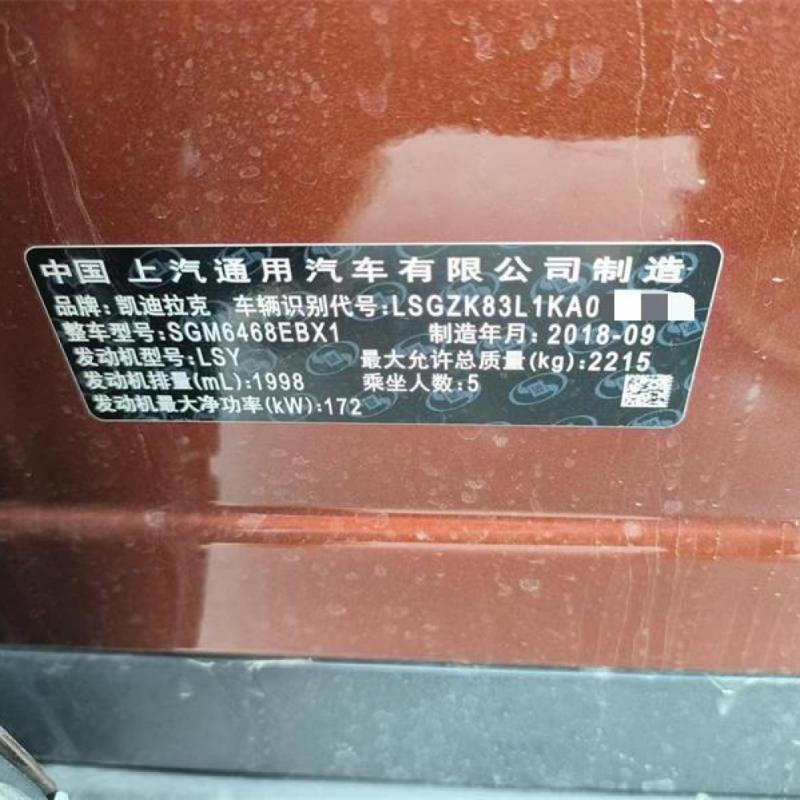 中国 上汽通用汽车有限公司制造
品牌:凯迪拉克 车辆识别代号:LSGZK83L1KA0
整车型号:SGM6468EBX1 制造年月:2018-09
发动机型号:LSY 最大允许总质量(kg):2215
发动机排量(mL):1998 乘坐人数:5
发动机最大净功率(kW):172